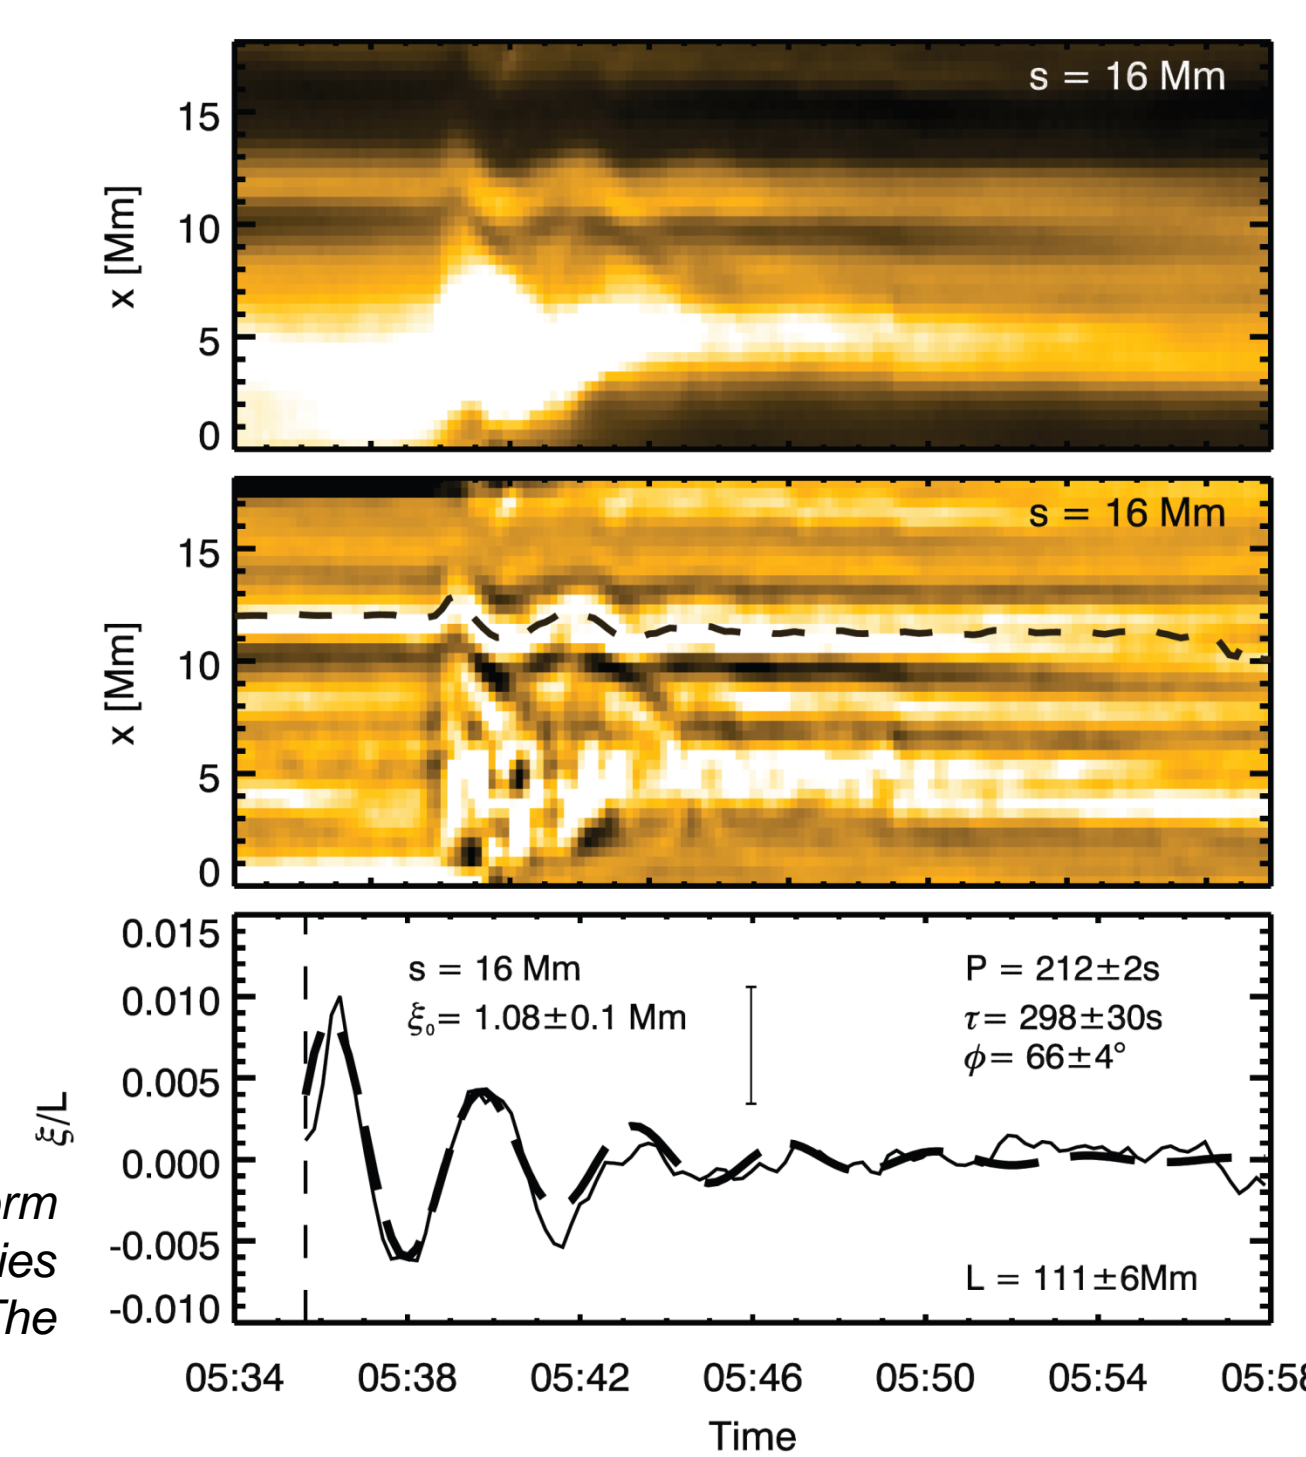 s = 16 Mm
15
10
5
0
x [Mm]
s = 16 Mm
15
10
5
0
x [Mm]
0.015
0.010
0.005
0.000
-0.005
-0.010
ξ/L
s = 16 Mm
ξ₀= 1.08±0.1 Mm
P = 212±2s
τ= 298±30s
ϕ= 66±4°
L = 111±6Mm
orm
ies
The
05:34 05:38 05:42 05:46 05:50 05:54 05:58
Time